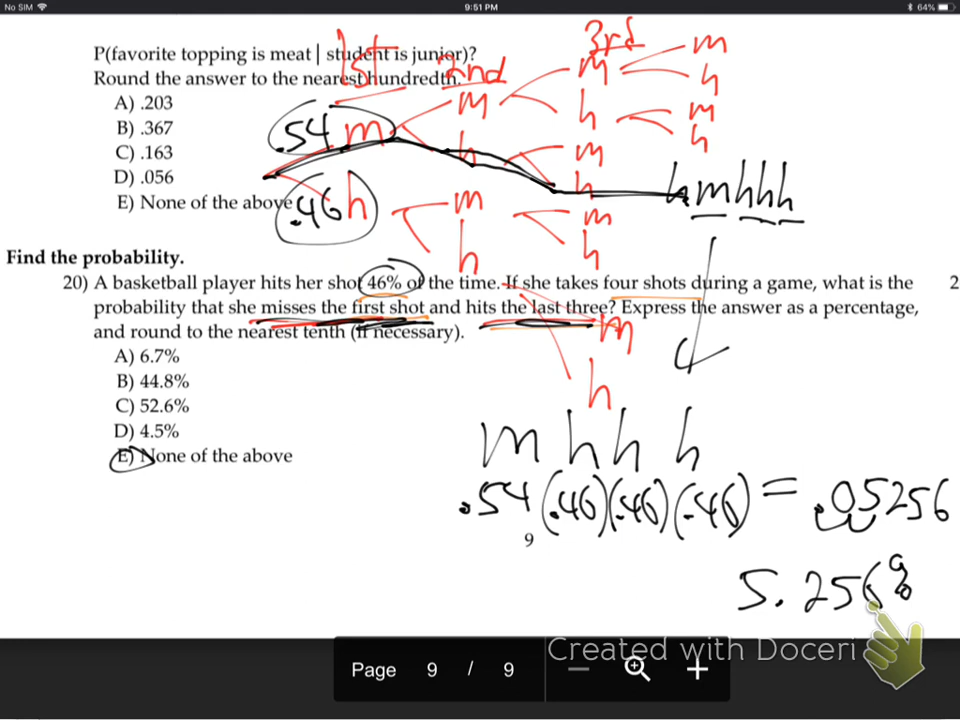 No SIM 9:51 PM 64%
P(favorite topping is meat | student is junior)?
Round the answer to the nearest hundredth.
A) .203
B) .367
C) .163
D) .056
E) None of the above
1st 2nd 3rd
.54 m
.46 h
m
h
m
h
m
h
m
h
m
h
m
h
m
h
m
h
h m h h h
Find the probability.
20) A basketball player hits her shot 46% of the time. If she takes four shots during a game, what is the 2
probability that she misses the first shot and hits the last three? Express the answer as a percentage,
and round to the nearest tenth (if necessary).
A) 6.7%
B) 44.8%
C) 52.6%
D) 4.5%
E) None of the above
m
h
m h h h
.54 (.46)(.46)(.46) = .05256
9
5.256%
Created with Doceri
Page 9 / 9